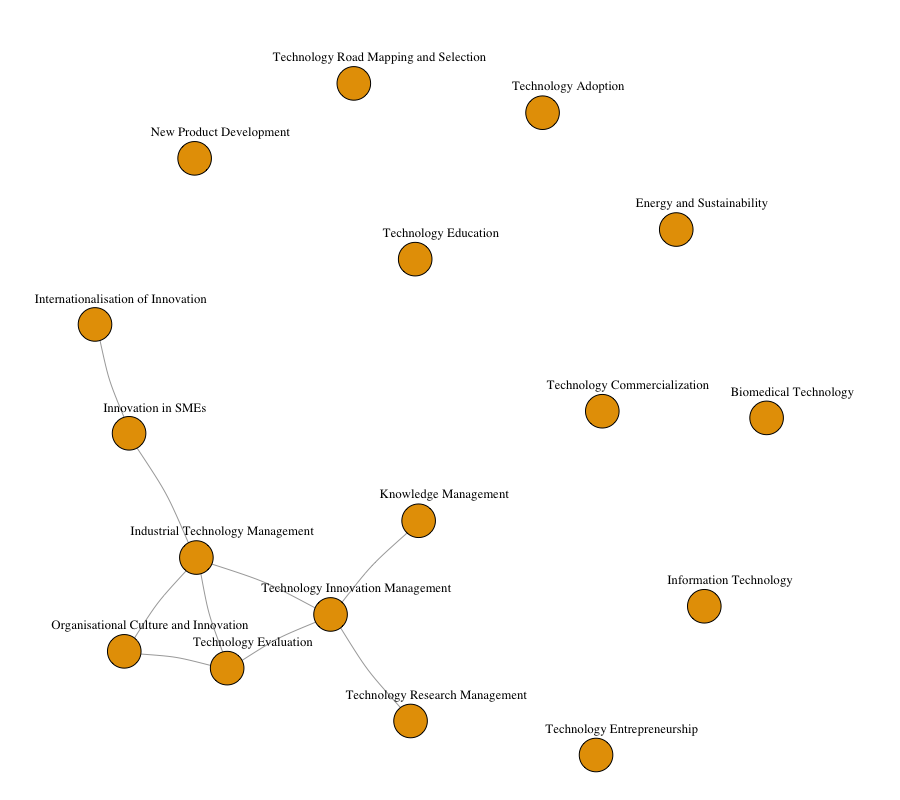 Technology Road Mapping and Selection
Technology Adoption
New Product Development
Energy and Sustainability
Technology Education
Internationalisation of Innovation
Technology Commercialization
Biomedical Technology
Innovation in SMEs
Knowledge Management
Industrial Technology Management
Information Technology
Technology Innovation Management
Organisational Culture and Innovation
Technology Evaluation
Technology Research Management
Technology Entrepreneurship